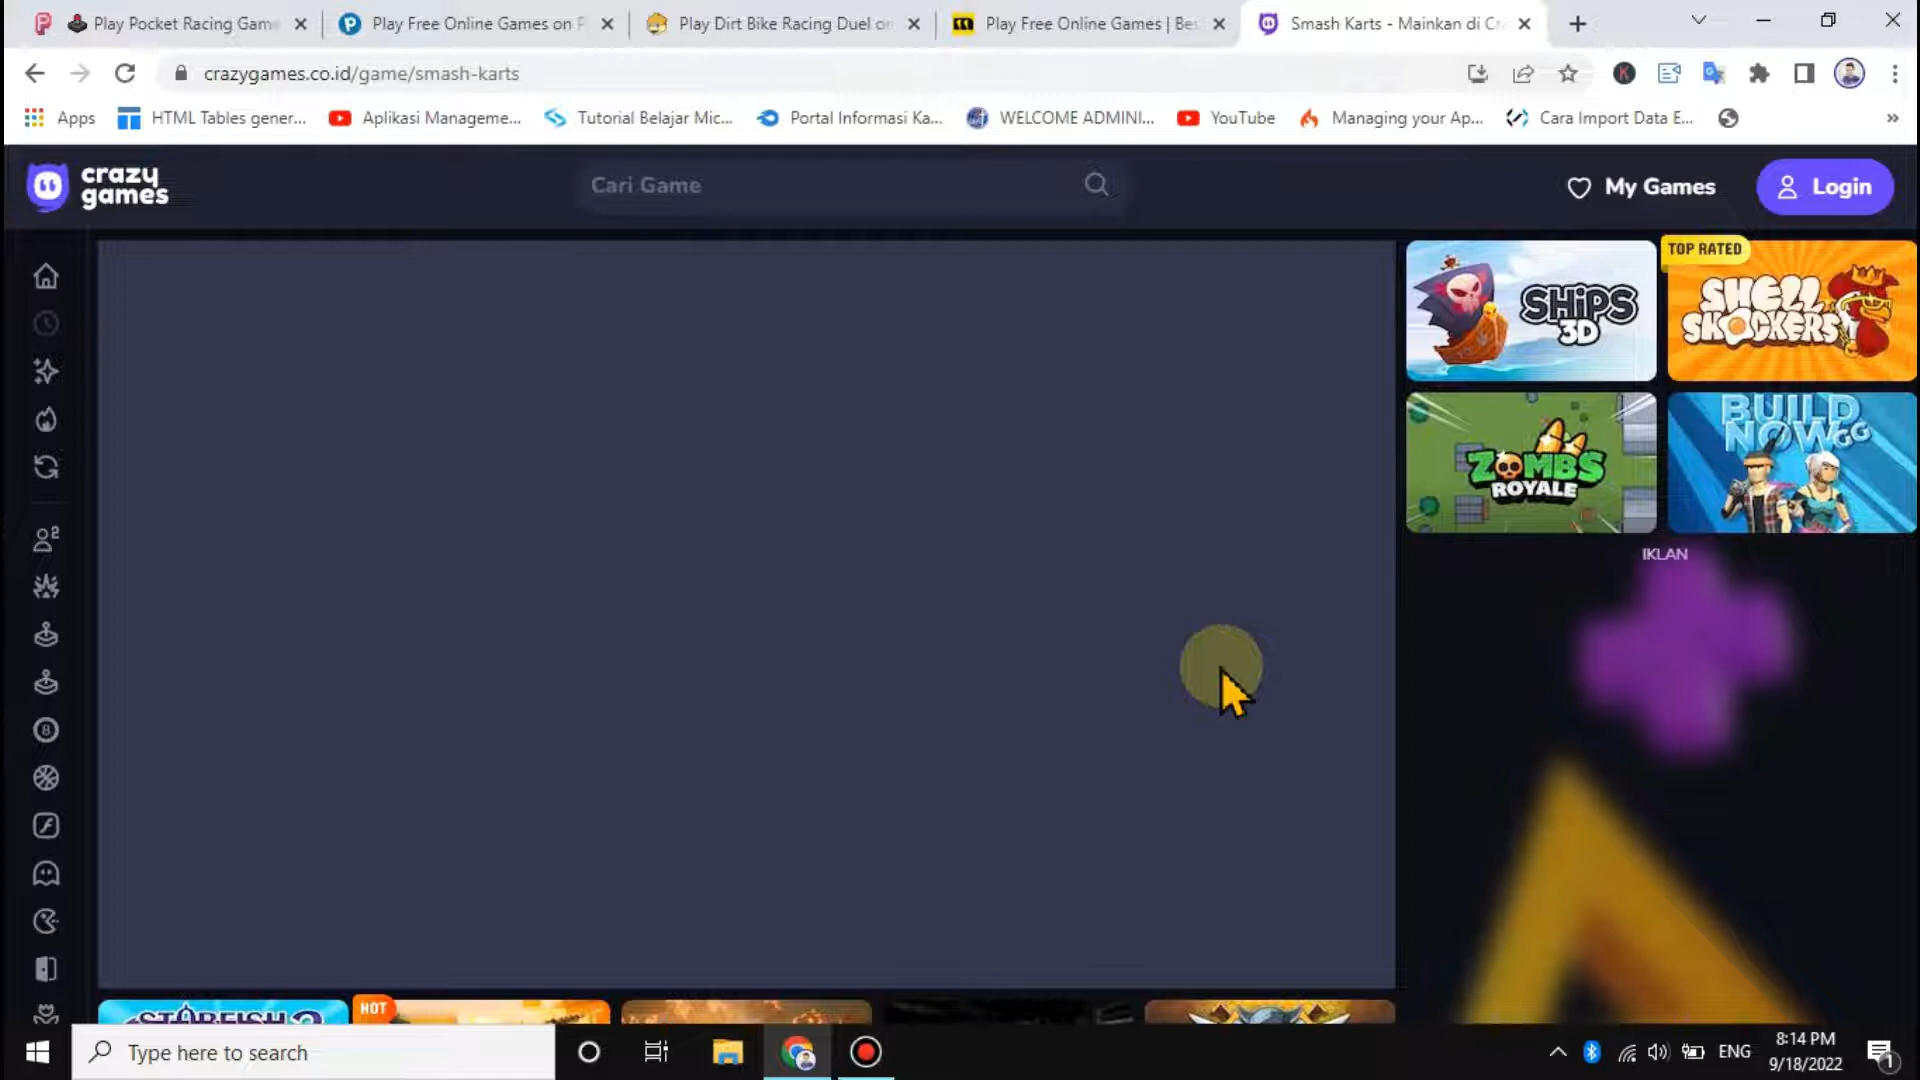 Play Pocket Racing Game
Play Free Online Games on P
Play Dirt Bike Racing Duel on
Play Free Online Games | Bes
Smash Karts - Mainkan di Cr
crazygames.co.id/game/smash-karts
Apps
HTML Tables gener...
Aplikasi Manageme...
Tutorial Belajar Mic...
Portal Informasi Ka...
WELCOME ADMINI...
YouTube
Managing your Ap...
Cara Import Data E...
»
crazy
games
Cari Game
My Games
Login
SHIPS
3D
TOP RATED
SHELL
SHOCKERS
ZOMBS
ROYALE
BUILD
NOW GG
IKLAN
STARFISH
HOT
Type here to search
ENG
8:14 PM
9/18/2022
1